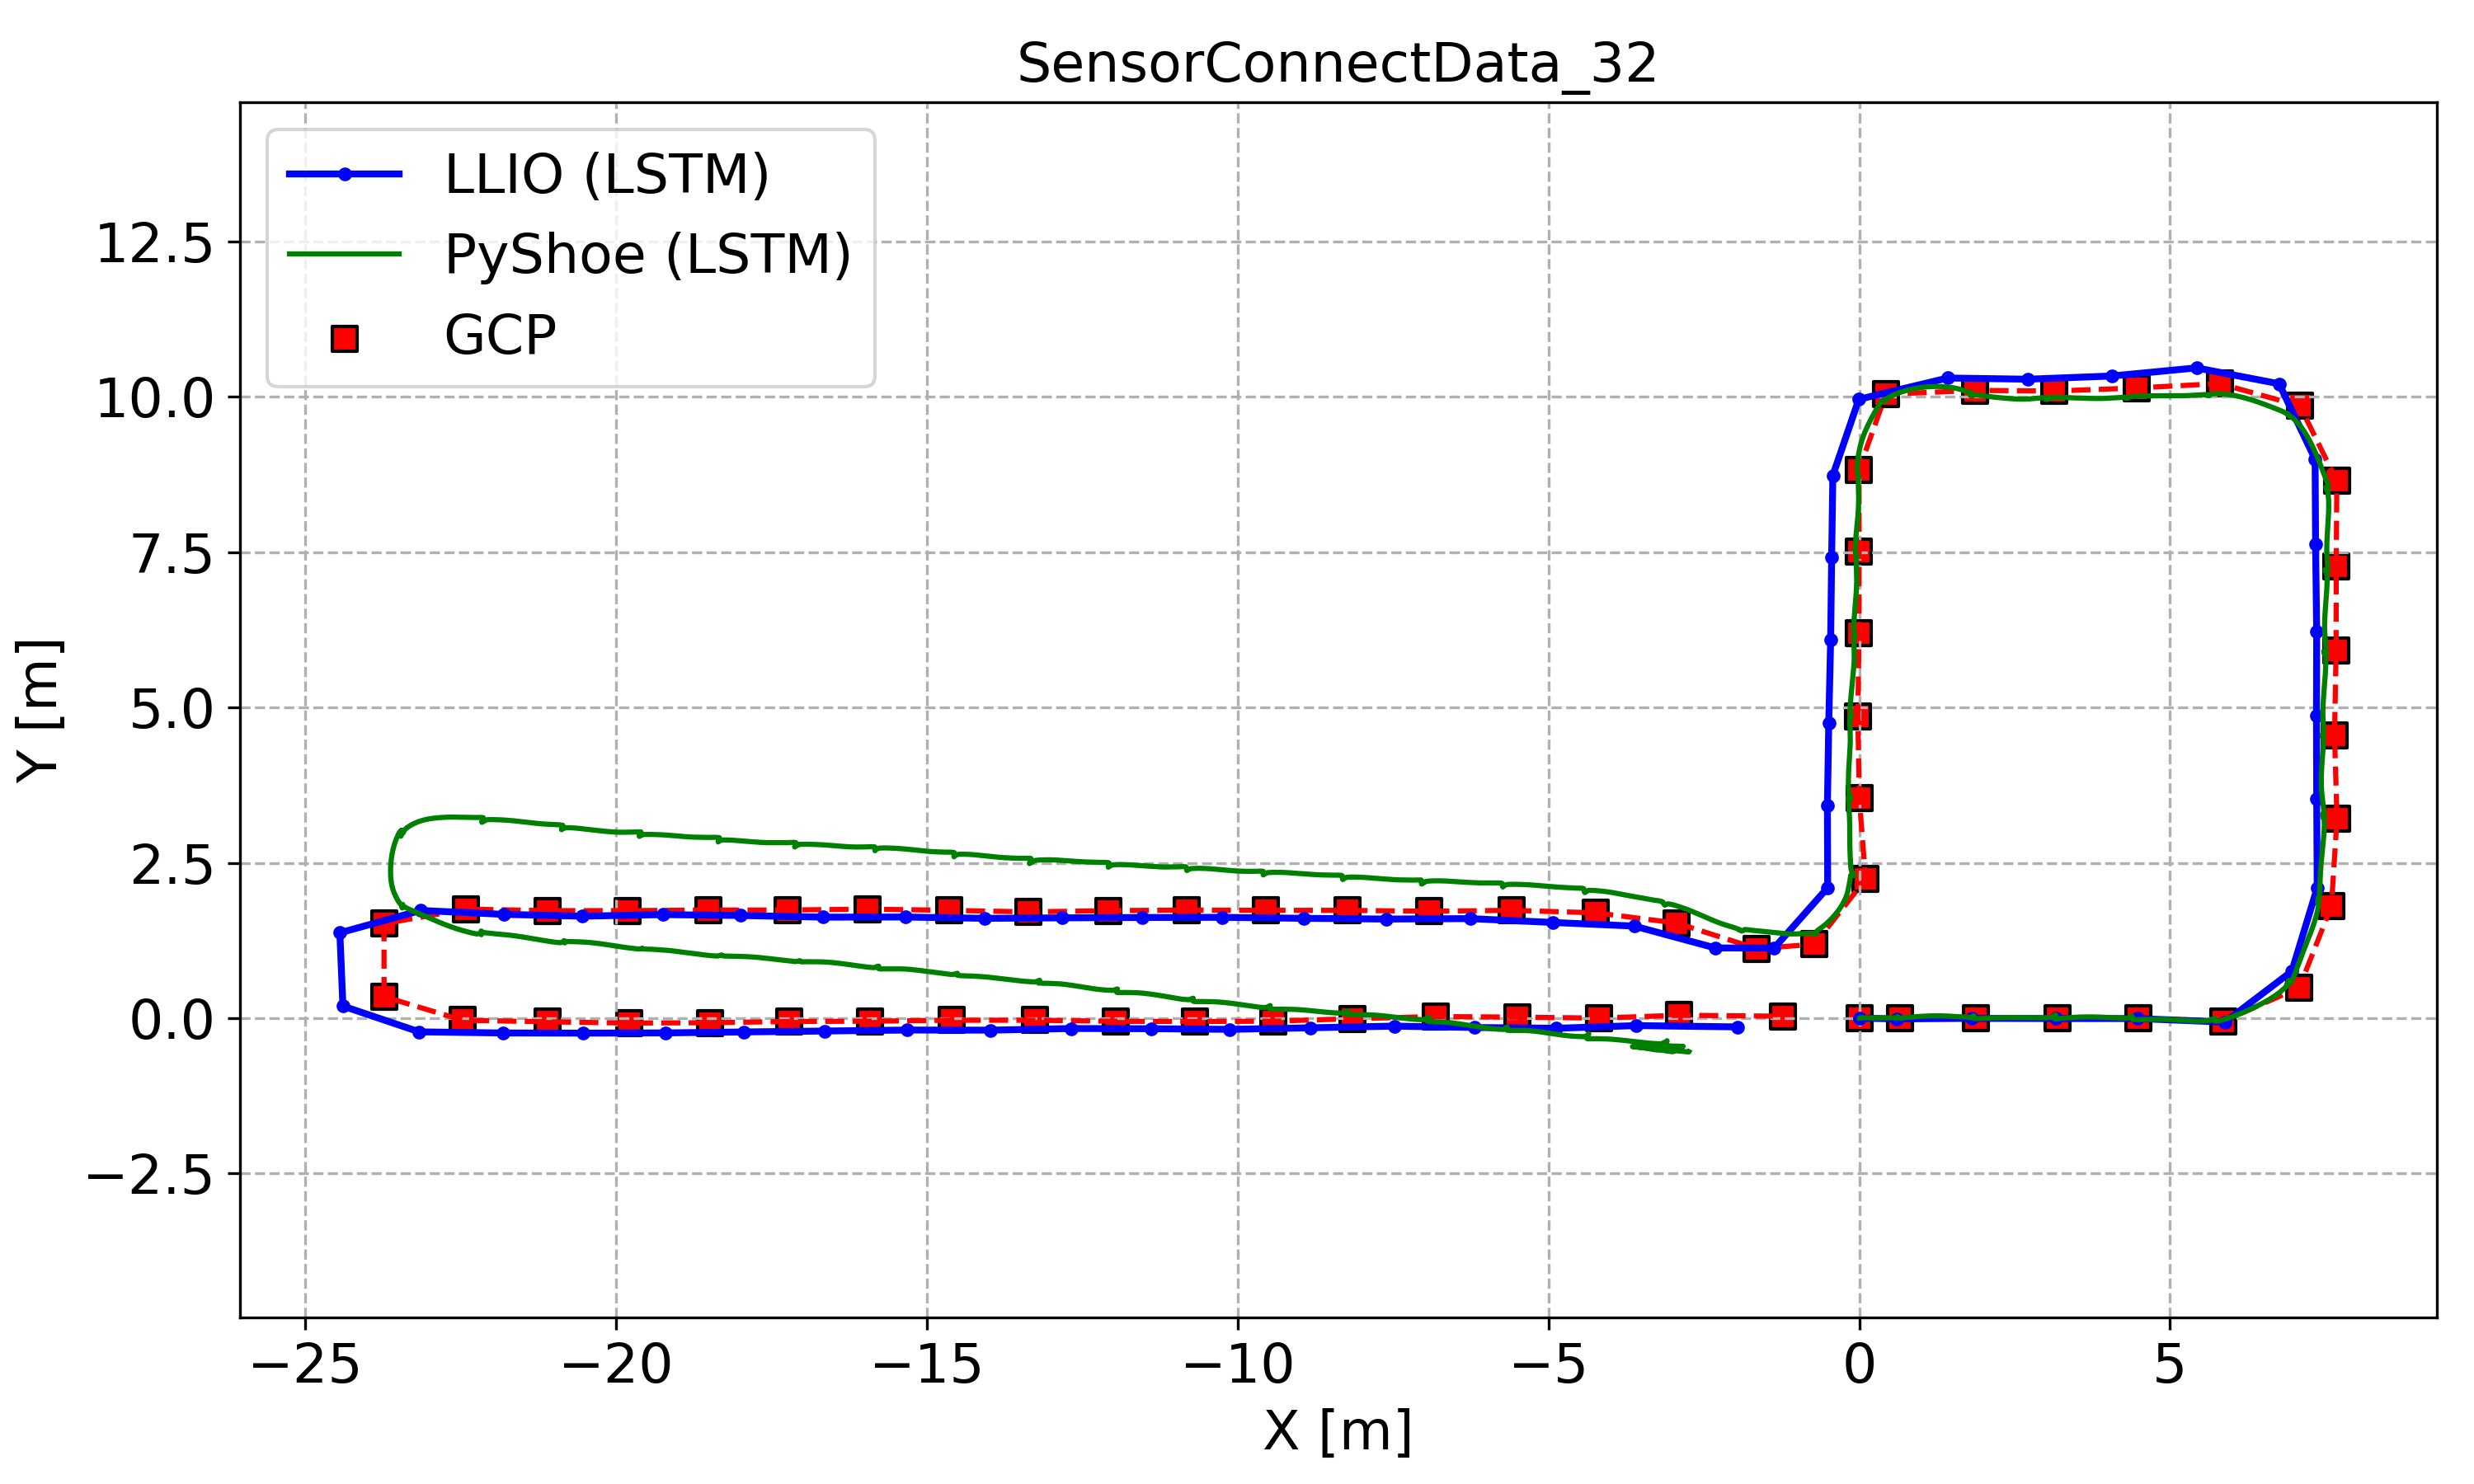 SensorConnectData_32
LLIO (LSTM)
PyShoe (LSTM)
GCP
12.5
10.0
7.5
5.0
2.5
0.0
−2.5
Y [m]
−25 −20 −15 −10 −5 0 5
X [m]